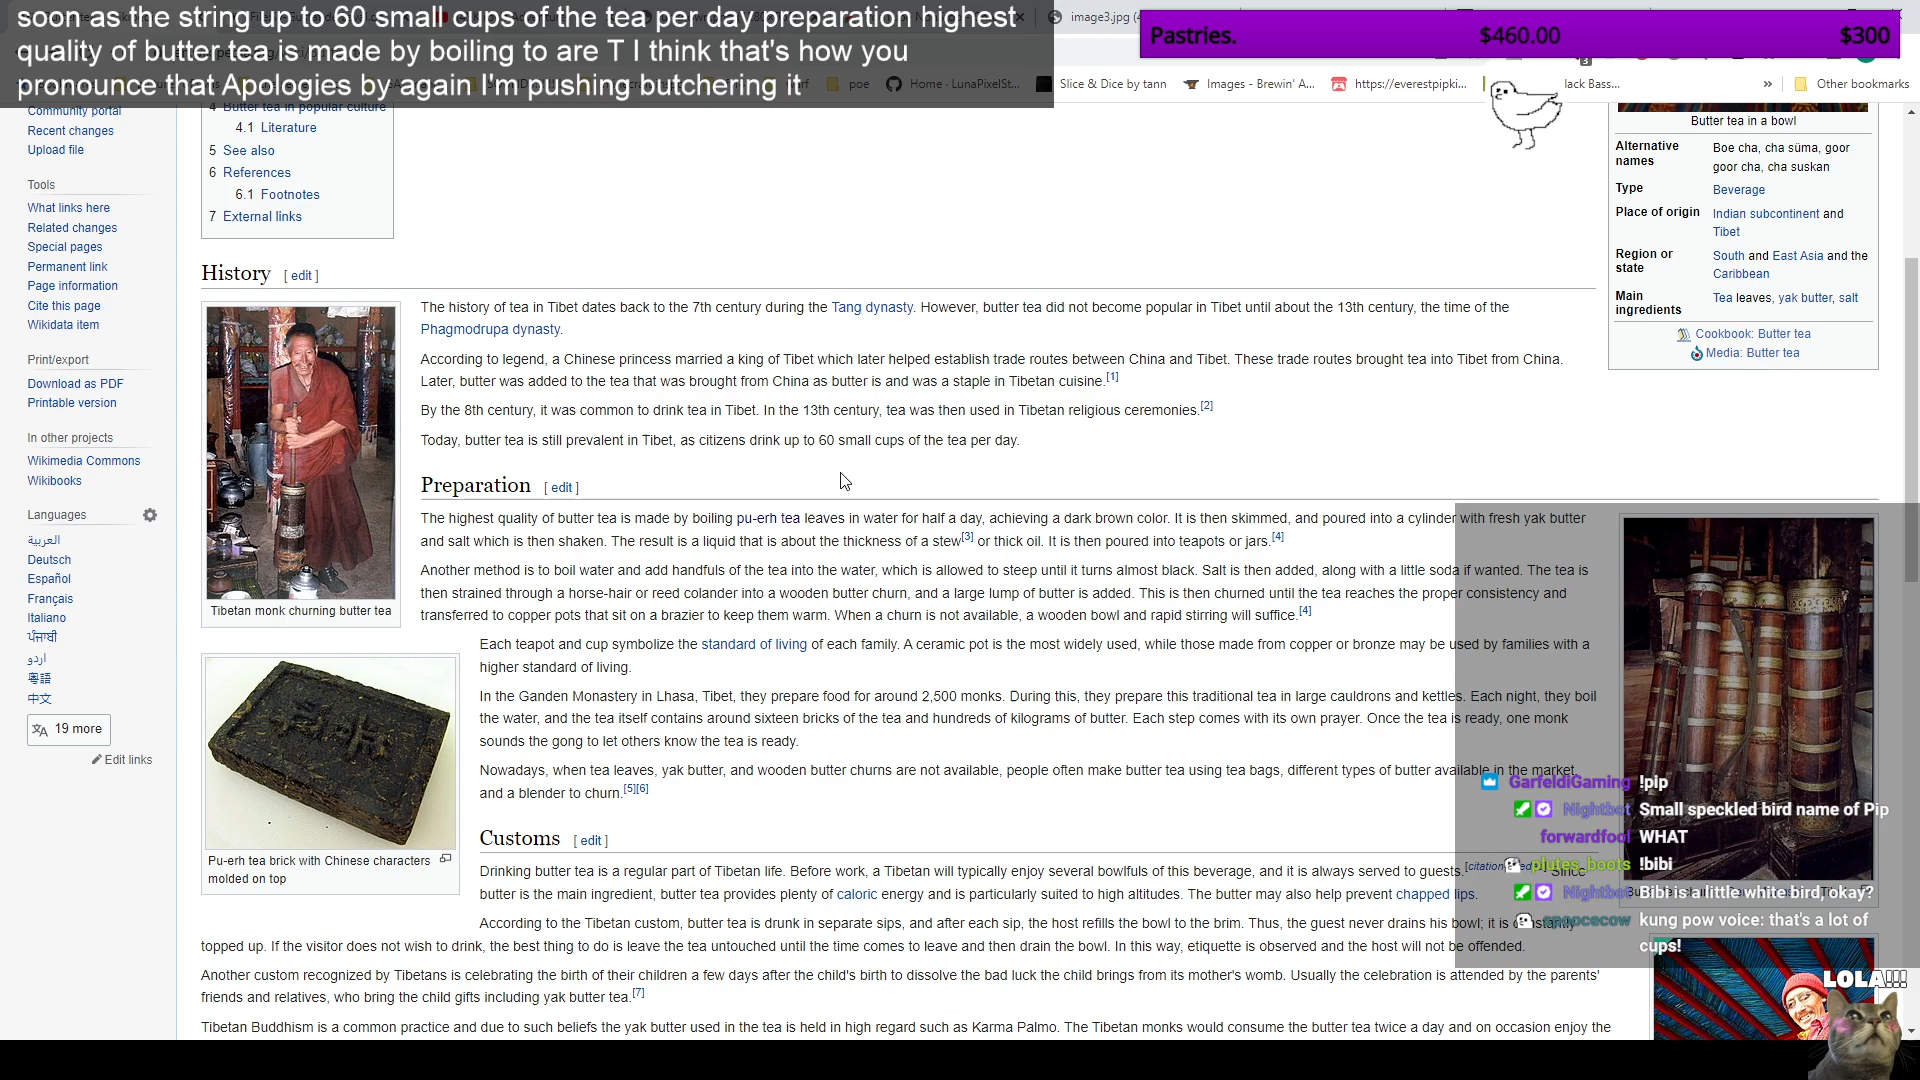 soon as the string up to 60 small cups of the tea per day preparation highest
quality of butter tea is made by boiling to are T I think that's how you
pronounce that Apologies by again I'm pushing butchering it
image3.jpg (4
Pastries. $460.00 $300
poe
Home · LunaPixelSt...
Slice & Dice by tann
Images - Brewin' A...
https://everestpipki...
lack Bass...
»
Other bookmarks
Community portal
Recent changes
Upload file
Tools
What links here
Related changes
Special pages
Permanent link
Page information
Cite this page
Wikidata item
Print/export
Download as PDF
Printable version
In other projects
Wikimedia Commons
Wikibooks
Languages
العربية
Deutsch
Español
Français
Italiano
ਪੰਜਾਬੀ
اردو
粵語
中文
19 more
Edit links
4 Butter tea in popular culture
4.1 Literature
5 See also
6 References
6.1 Footnotes
7 External links
Butter tea in a bowl
Alternative names Boe cha, cha süma, goor
goor cha, cha suskan
Type Beverage
Place of origin Indian subcontinent and
Tibet
Region or state South and East Asia and the
Caribbean
Main ingredients Tea leaves, yak butter, salt
Cookbook: Butter tea
Media: Butter tea
History [ edit ]
Tibetan monk churning butter tea
The history of tea in Tibet dates back to the 7th century during the Tang dynasty. However, butter tea did not become popular in Tibet until about the 13th century, the time of the
Phagmodrupa dynasty.
According to legend, a Chinese princess married a king of Tibet which later helped establish trade routes between China and Tibet. These trade routes brought tea into Tibet from China.
Later, butter was added to the tea that was brought from China as butter is and was a staple in Tibetan cuisine.[1]
By the 8th century, it was common to drink tea in Tibet. In the 13th century, tea was then used in Tibetan religious ceremonies.[2]
Today, butter tea is still prevalent in Tibet, as citizens drink up to 60 small cups of the tea per day.
Preparation [ edit ]
The highest quality of butter tea is made by boiling pu-erh tea leaves in water for half a day, achieving a dark brown color. It is then skimmed, and poured into a cylinder with fresh yak butter
and salt which is then shaken. The result is a liquid that is about the thickness of a stew[3] or thick oil. It is then poured into teapots or jars.[4]
Another method is to boil water and add handfuls of the tea into the water, which is allowed to steep until it turns almost black. Salt is then added, along with a little soda if wanted. The tea is
then strained through a horse-hair or reed colander into a wooden butter churn, and a large lump of butter is added. This is then churned until the tea reaches the proper consistency and
transferred to copper pots that sit on a brazier to keep them warm. When a churn is not available, a wooden bowl and rapid stirring will suffice.[4]
Each teapot and cup symbolize the standard of living of each family. A ceramic pot is the most widely used, while those made from copper or bronze may be used by families with a
higher standard of living.
In the Ganden Monastery in Lhasa, Tibet, they prepare food for around 2,500 monks. During this, they prepare this traditional tea in large cauldrons and kettles. Each night, they boil
the water, and the tea itself contains around sixteen bricks of the tea and hundreds of kilograms of butter. Each step comes with its own prayer. Once the tea is ready, one monk
sounds the gong to let others know the tea is ready.
Nowadays, when tea leaves, yak butter, and wooden butter churns are not available, people often make butter tea using tea bags, different types of butter available in the market,
and a blender to churn.[5][6]
Pu-erh tea brick with Chinese characters
molded on top
Customs [ edit ]
Drinking butter tea is a regular part of Tibetan life. Before work, a Tibetan will typically enjoy several bowlfuls of this beverage, and it is always served to guests. Since
butter is the main ingredient, butter tea provides plenty of caloric energy and is particularly suited to high altitudes. The butter may also help prevent chapped lips.
According to the Tibetan custom, butter tea is drunk in separate sips, and after each sip, the host refills the bowl to the brim. Thus, the guest never drains his bowl; it is constantly
topped up. If the visitor does not wish to drink, the best thing to do is leave the tea untouched until the time comes to leave and then drain the bowl. In this way, etiquette is observed and the host will not be offended.
Another custom recognized by Tibetans is celebrating the birth of their children a few days after the child's birth to dissolve the bad luck the child brings from its mother's womb. Usually the celebration is attended by the parents'
friends and relatives, who bring the child gifts including yak butter tea.[7]
Tibetan Buddhism is a common practice and due to such beliefs the yak butter used in the tea is held in high regard such as Karma Palmo. The Tibetan monks would consume the butter tea twice a day and on occasion enjoy the
GarfeldiGaming !pip
Nightbot Small speckled bird name of Pip
forwardfool WHAT
plutes_boots !bibi
Nightbot Bibi is a little white bird, okay?
kung pow voice: that's a lot of
cups!
LOLA!!!